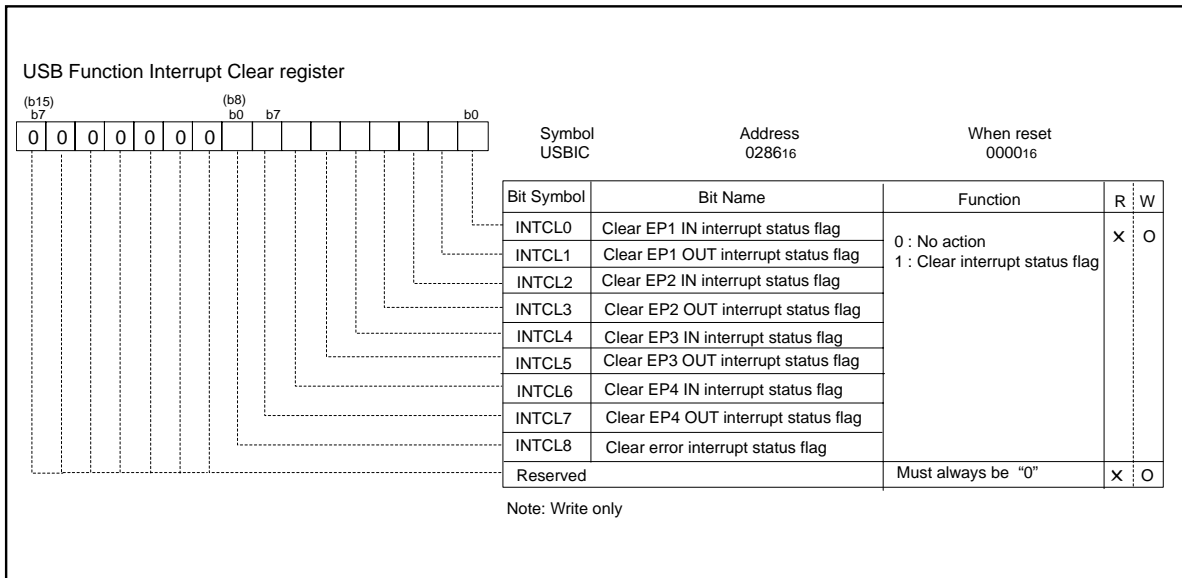 USB Function Interrupt Clear register
(b15) (b8)
b7 b0 b7 b0
0 0 0 0 0 0 0
Symbol Address When reset
USBIC 028616 000016
Bit Symbol Bit Name Function R W
INTCL0 Clear EP1 IN interrupt status flag 0 : No action X O
INTCL1 Clear EP1 OUT interrupt status flag 1 : Clear interrupt status flag
INTCL2 Clear EP2 IN interrupt status flag
INTCL3 Clear EP2 OUT interrupt status flag
INTCL4 Clear EP3 IN interrupt status flag
INTCL5 Clear EP3 OUT interrupt status flag
INTCL6 Clear EP4 IN interrupt status flag
INTCL7 Clear EP4 OUT interrupt status flag
INTCL8 Clear error interrupt status flag
Reserved Must always be “0” X O
Note: Write only